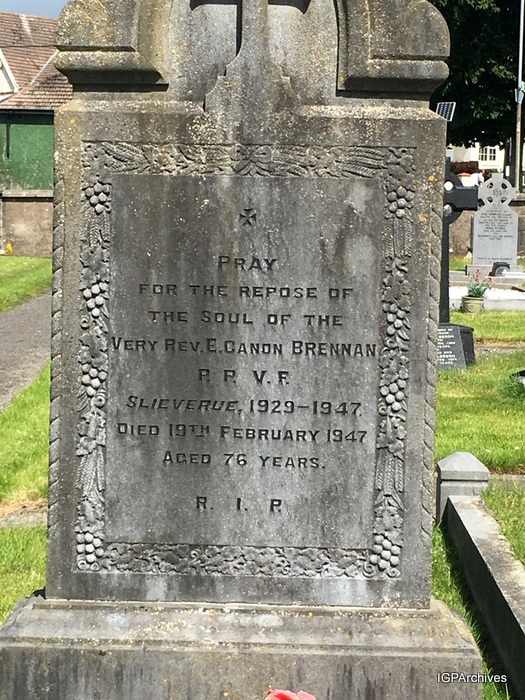 PRAY
FOR THE REPOSE OF
THE SOUL OF THE
VERY REV. E. CANON BRENNAN
P. P. V. F.
SLIEVERUE, 1929-1947.
DIED 19TH FEBRUARY 1947
AGED 76 YEARS.
R. I. P.
IGPArchives